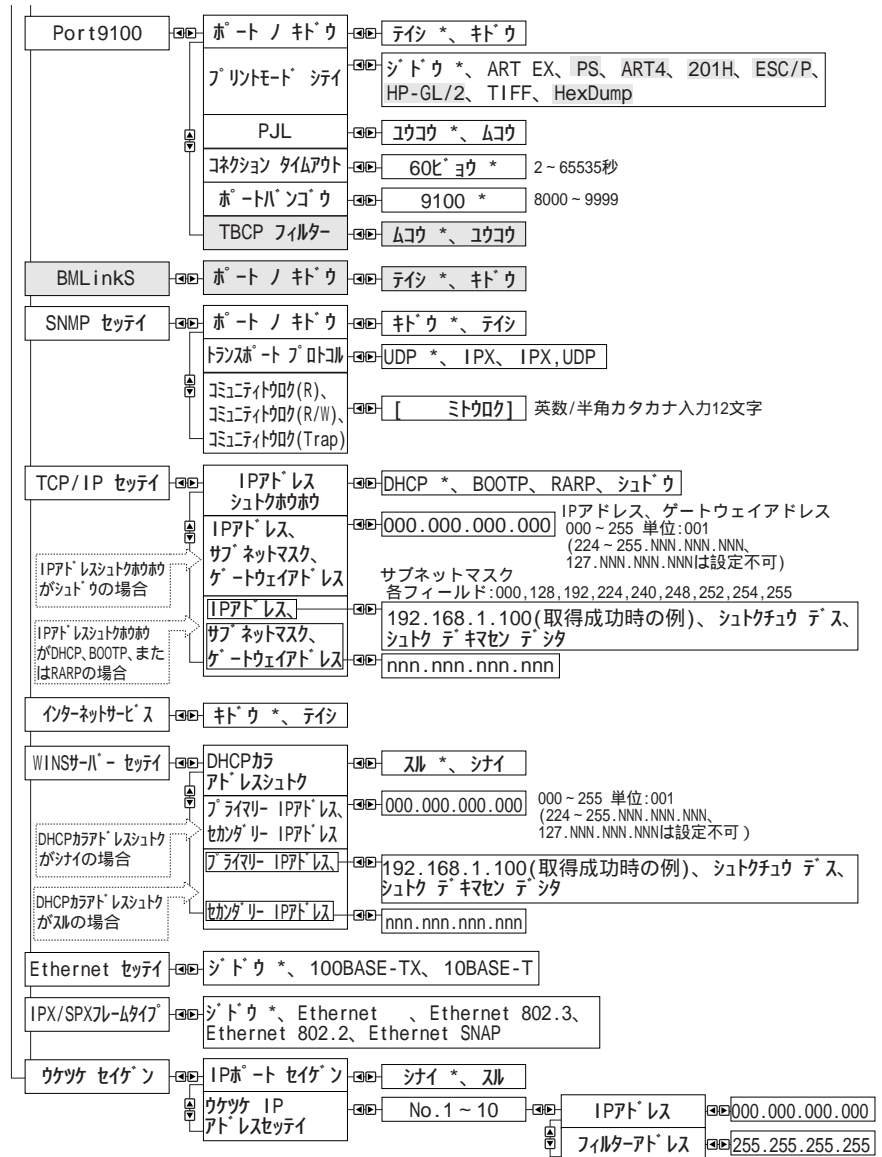 Port9100
ﾎﾟｰﾄ ﾉ ｷﾄﾞｳ
ﾃｲｼ *、ｷﾄﾞｳ
ﾌﾟﾘﾝﾄﾓｰﾄﾞ ｼﾃｲ
ｼﾞﾄﾞｳ *、ART EX、PS、ART4、201H、ESC/P、
HP-GL/2、TIFF、HexDump
PJL
ﾕｳｺｳ *、ﾑｺｳ
ｺﾈｸｼｮﾝ ﾀｲﾑｱｳﾄ
60ﾋﾞｮｳ *
2～65535秒
ﾎﾟｰﾄﾊﾞﾝｺﾞｳ
9100 *
8000～9999
TBCP ﾌｨﾙﾀｰ
ﾑｺｳ *、ﾕｳｺｳ
BMLinkS
ﾎﾟｰﾄ ﾉ ｷﾄﾞｳ
ﾃｲｼ *、ｷﾄﾞｳ
SNMP ｾｯﾃｲ
ﾎﾟｰﾄ ﾉ ｷﾄﾞｳ
ｷﾄﾞｳ *、ﾃｲｼ
ﾄﾗﾝｽﾎﾟｰﾄ ﾌﾟﾛﾄｺﾙ
UDP *、IPX、IPX,UDP
ｺﾐｭﾆﾃｨﾄｳﾛｸ(R)、
ｺﾐｭﾆﾃｨﾄｳﾛｸ(R/W)、
ｺﾐｭﾆﾃｨﾄｳﾛｸ(Trap)
[ ﾐﾄｳﾛｸ]
英数/半角カタカナ入力12文字
TCP/IP ｾｯﾃｲ
IPｱﾄﾞﾚｽ
ｼｭﾄｸﾎｳﾎｳ
DHCP *、BOOTP、RARP、ｼｭﾄﾞｳ
IPｱﾄﾞﾚｽ、
ｻﾌﾞﾈｯﾄﾏｽｸ、
ｹﾞｰﾄｳｪｲｱﾄﾞﾚｽ
000.000.000.000
IPアドレス、ゲートウェイアドレス
000～255 単位:001
(224～255.NNN.NNN.NNN、
127.NNN.NNN.NNNは設定不可)
サブネットマスク
各フィールド:000,128,192,224,240,248,252,254,255
IPｱﾄﾞﾚｽｼｭﾄｸﾎｳﾎｳ
がｼｭﾄﾞｳの場合
IPｱﾄﾞﾚｽ、
192.168.1.100(取得成功時の例)、ｼｭﾄｸﾁｭｳ ﾃﾞｽ、
ｼｭﾄｸ ﾃﾞｷﾏｾﾝ ﾃﾞｼﾀ
ｻﾌﾞﾈｯﾄﾏｽｸ、
ｹﾞｰﾄｳｪｲｱﾄﾞﾚｽ
nnn.nnn.nnn.nnn
IPｱﾄﾞﾚｽｼｭﾄｸﾎｳﾎｳ
がDHCP、BOOTP、また
はRARPの場合
ｲﾝﾀｰﾈｯﾄｻｰﾋﾞｽ
ｷﾄﾞｳ *、ﾃｲｼ
WINSｻｰﾊﾞｰ ｾｯﾃｲ
DHCPｶﾗ
ｱﾄﾞﾚｽｼｭﾄｸ
ｽﾙ *、ｼﾅｲ
ﾌﾟﾗｲﾏﾘｰ IPｱﾄﾞﾚｽ、
ｾｶﾝﾀﾞﾘｰ IPｱﾄﾞﾚｽ
000.000.000.000
000～255 単位:001
(224～255.NNN.NNN.NNN、
127.NNN.NNN.NNNは設定不可)
DHCPｶﾗｱﾄﾞﾚｽｼｭﾄｸ
がｼﾅｲの場合
ﾌﾟﾗｲﾏﾘｰ IPｱﾄﾞﾚｽ、
192.168.1.100(取得成功時の例)、ｼｭﾄｸﾁｭｳ ﾃﾞｽ、
ｼｭﾄｸ ﾃﾞｷﾏｾﾝ ﾃﾞｼﾀ
DHCPｶﾗｱﾄﾞﾚｽｼｭﾄｸ
がｽﾙの場合
ｾｶﾝﾀﾞﾘｰ IPｱﾄﾞﾚｽ
nnn.nnn.nnn.nnn
Ethernet ｾｯﾃｲ
ｼﾞﾄﾞｳ *、100BASE-TX、10BASE-T
IPX/SPXﾌﾚｰﾑﾀｲﾌﾟ
ｼﾞﾄﾞｳ *、Ethernet 、Ethernet 802.3、
Ethernet 802.2、Ethernet SNAP
ｳｹﾂｹ ｾｲｹﾞﾝ
IPﾎﾟｰﾄ ｾｲｹﾞﾝ
ｼﾅｲ *、ｽﾙ
ｳｹﾂｹ IP
ｱﾄﾞﾚｽｾｯﾃｲ
No.1～10
IPｱﾄﾞﾚｽ
000.000.000.000
ﾌｨﾙﾀｰｱﾄﾞﾚｽ
255.255.255.255